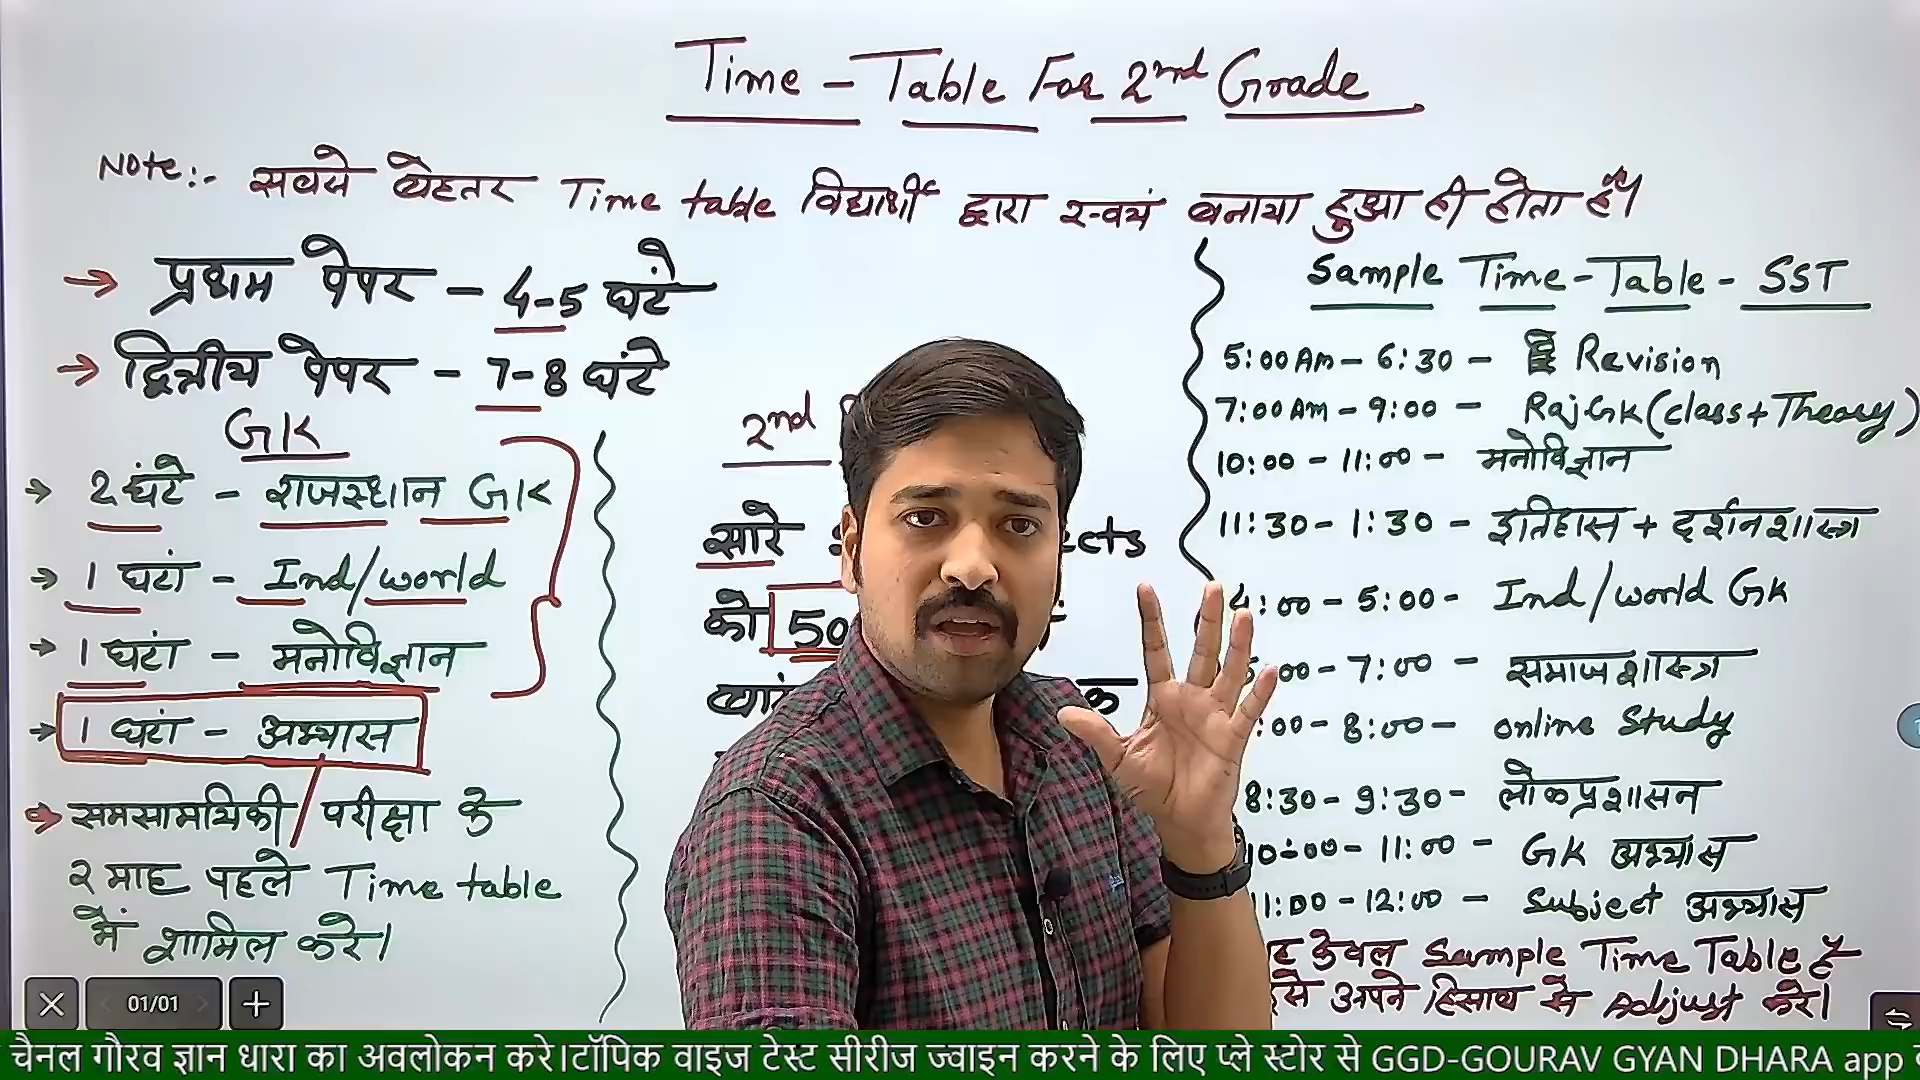 Time - Table For 2nd Grade
Note:- सबसे बेहतर Time table विद्यार्थी द्वारा स्वयं बनाया हुआ ही होता है।
→ प्रथम पेपर - 4-5 घंटे
→ द्वितीय पेपर - 7-8 घंटे
GK
→ 2 घंटे - राजस्थान GK
→ 1 घंटा - Ind/world
→ 1 घंटा - मनोविज्ञान
→ 1 घंटा - अभ्यास
→ समसामयिकी/परीक्षा के
2 माह पहले Time table
में शामिल करे।
2nd
सारे
को 50
Sample Time-Table - SST
5:00 Am - 6:30 - Revision
7:00 Am - 9:00 - Raj.GK (class + Theory)
10:00 - 11:00 - मनोविज्ञान
11:30 - 1:30 - इतिहास + दर्शनशास्त्र
4:00 - 5:00 - Ind/world GK
:00 - 7:00 - समाजशास्त्र
:00 - 8:00 - online Study
8:30 - 9:30 - लोकप्रशासन
10:00 - 11:00 - GK अभ्यास
11:00 - 12:00 - Subject अभ्यास
केवल Sample Time Table है
इसे अपने हिसाब से Adjust करे।
01/01
चैनल गौरव ज्ञान धारा का अवलोकन करे।टॉपिक वाइज टेस्ट सीरीज ज्वाइन करने के लिए प्ले स्टोर से GGD-GOURAV GYAN DHARA app